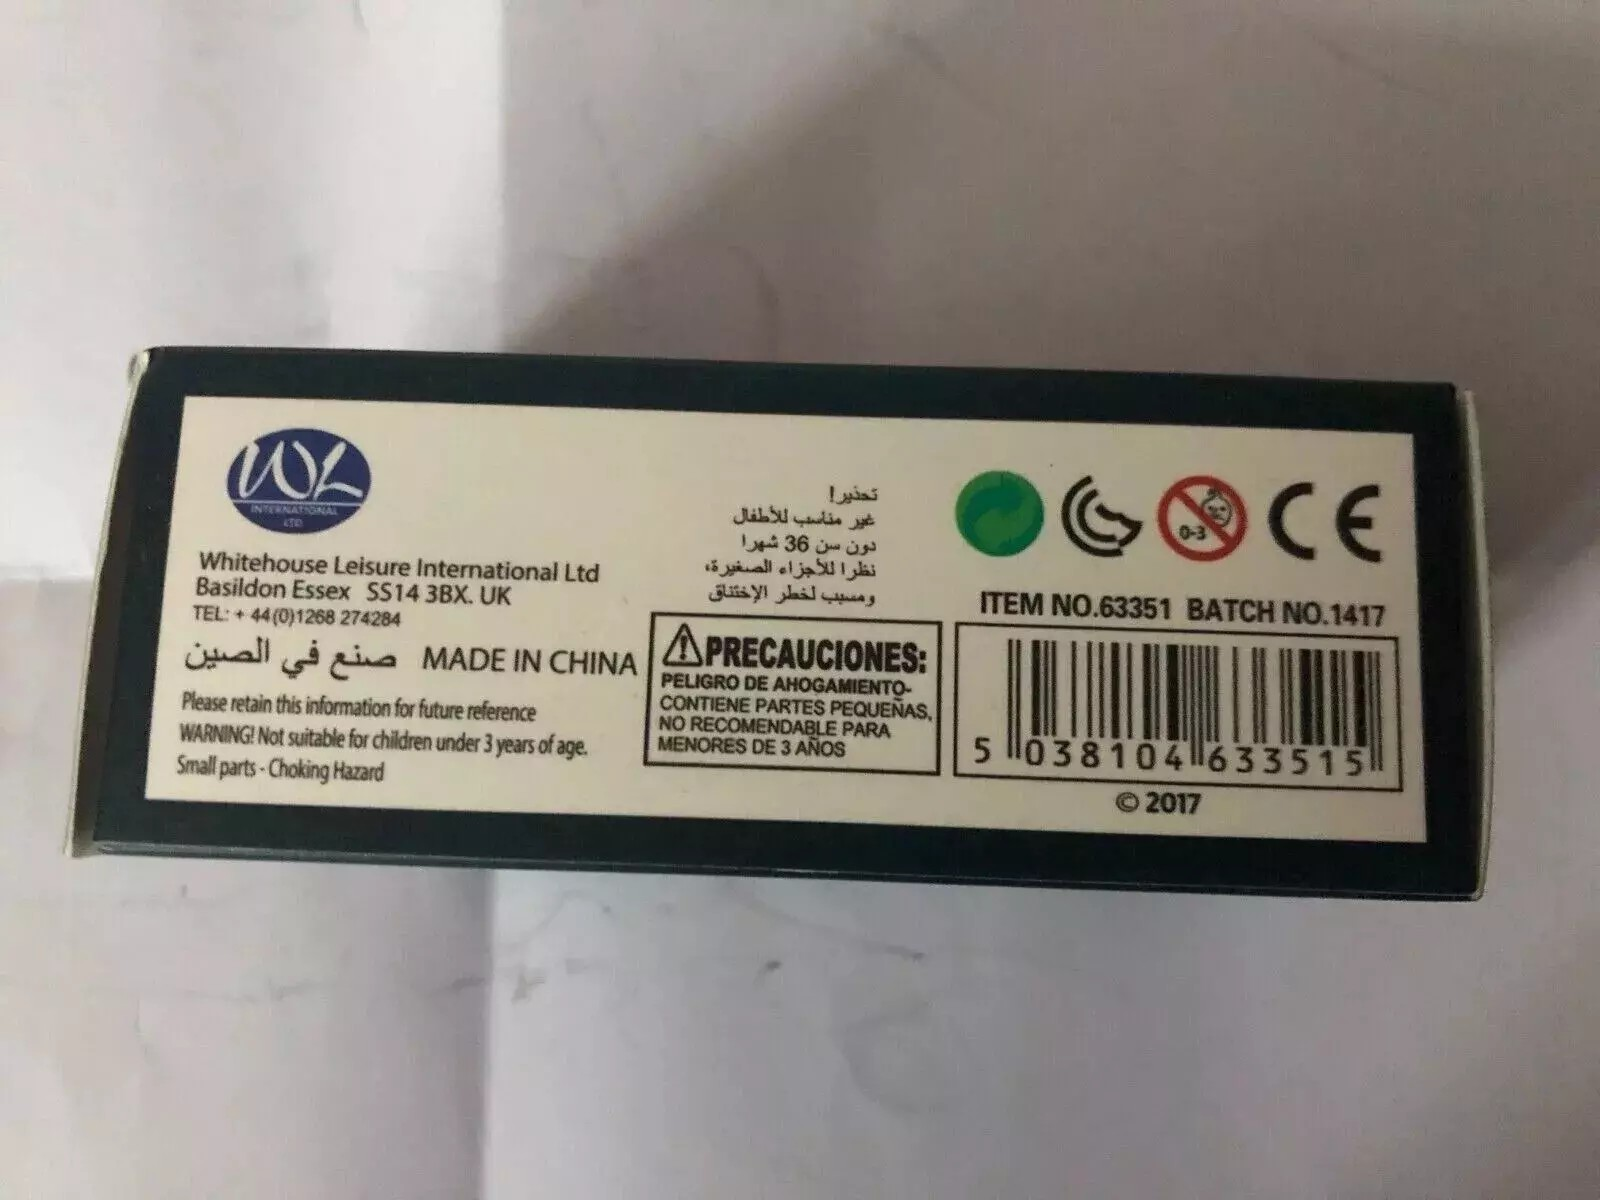 WL
INTERNATIONAL
LTD
Whitehouse Leisure International Ltd
Basildon Essex SS14 3BX. UK
TEL: + 44(0)1268 274284
صنع في الصين MADE IN CHINA
Please retain this information for future reference
WARNING! Not suitable for children under 3 years of age.
Small parts - Choking Hazard
تحذير!
غير مناسب للأطفال
دون سن 36 شهرا
نظرا للأجزاء الصغيرة،
ومسبب لخطر الإختناق
PRECAUCIONES:
PELIGRO DE AHOGAMIENTO-
CONTIENE PARTES PEQUEÑAS,
NO RECOMENDABLE PARA
MENORES DE 3 AÑOS
0-3
CE
ITEM NO.63351 BATCH NO.1417
5 038104 633515
© 2017